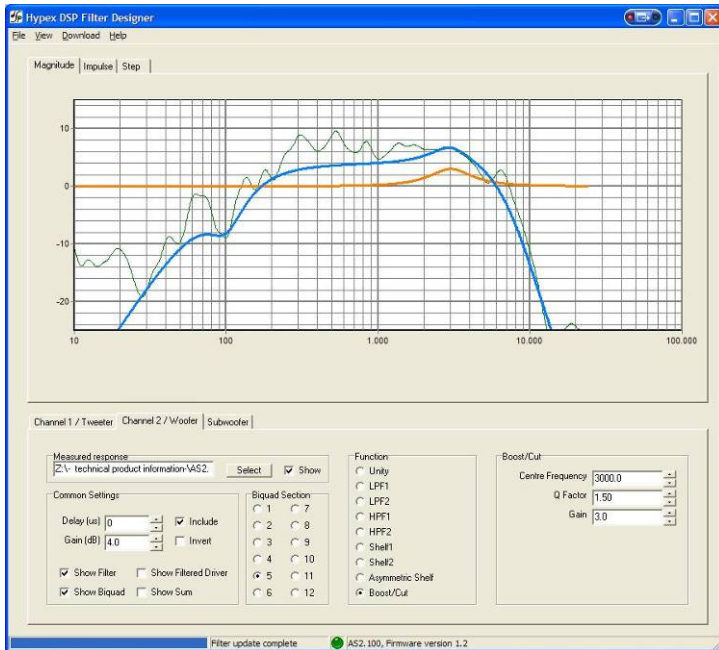 Hypex DSP Filter Designer
File View Download Help
Magnitude Impulse Step
10
0
-10
-20
10 100 1.000 10.000 100.000
Channel 1 / Tweeter Channel 2 / Woofer Subwoofer
Measured response
Z:\- technical product information-\AS2. Select Show
Common Settings
Delay (us) 0 Include
Gain (dB) 4.0 Invert
Show Filter Show Filtered Driver
Show Biquad Show Sum
Biquad Section
1 7
2 8
3 9
4 10
5 11
6 12
Function
Unity
LPF1
LPF2
HPF1
HPF2
Shelf1
Shelf2
Asymmetric Shelf
Boost/Cut
Boost/Cut
Centre Frequency 3000.0
Q Factor 1.50
Gain 3.0
Filter update complete AS2.100, Firmware version 1.2